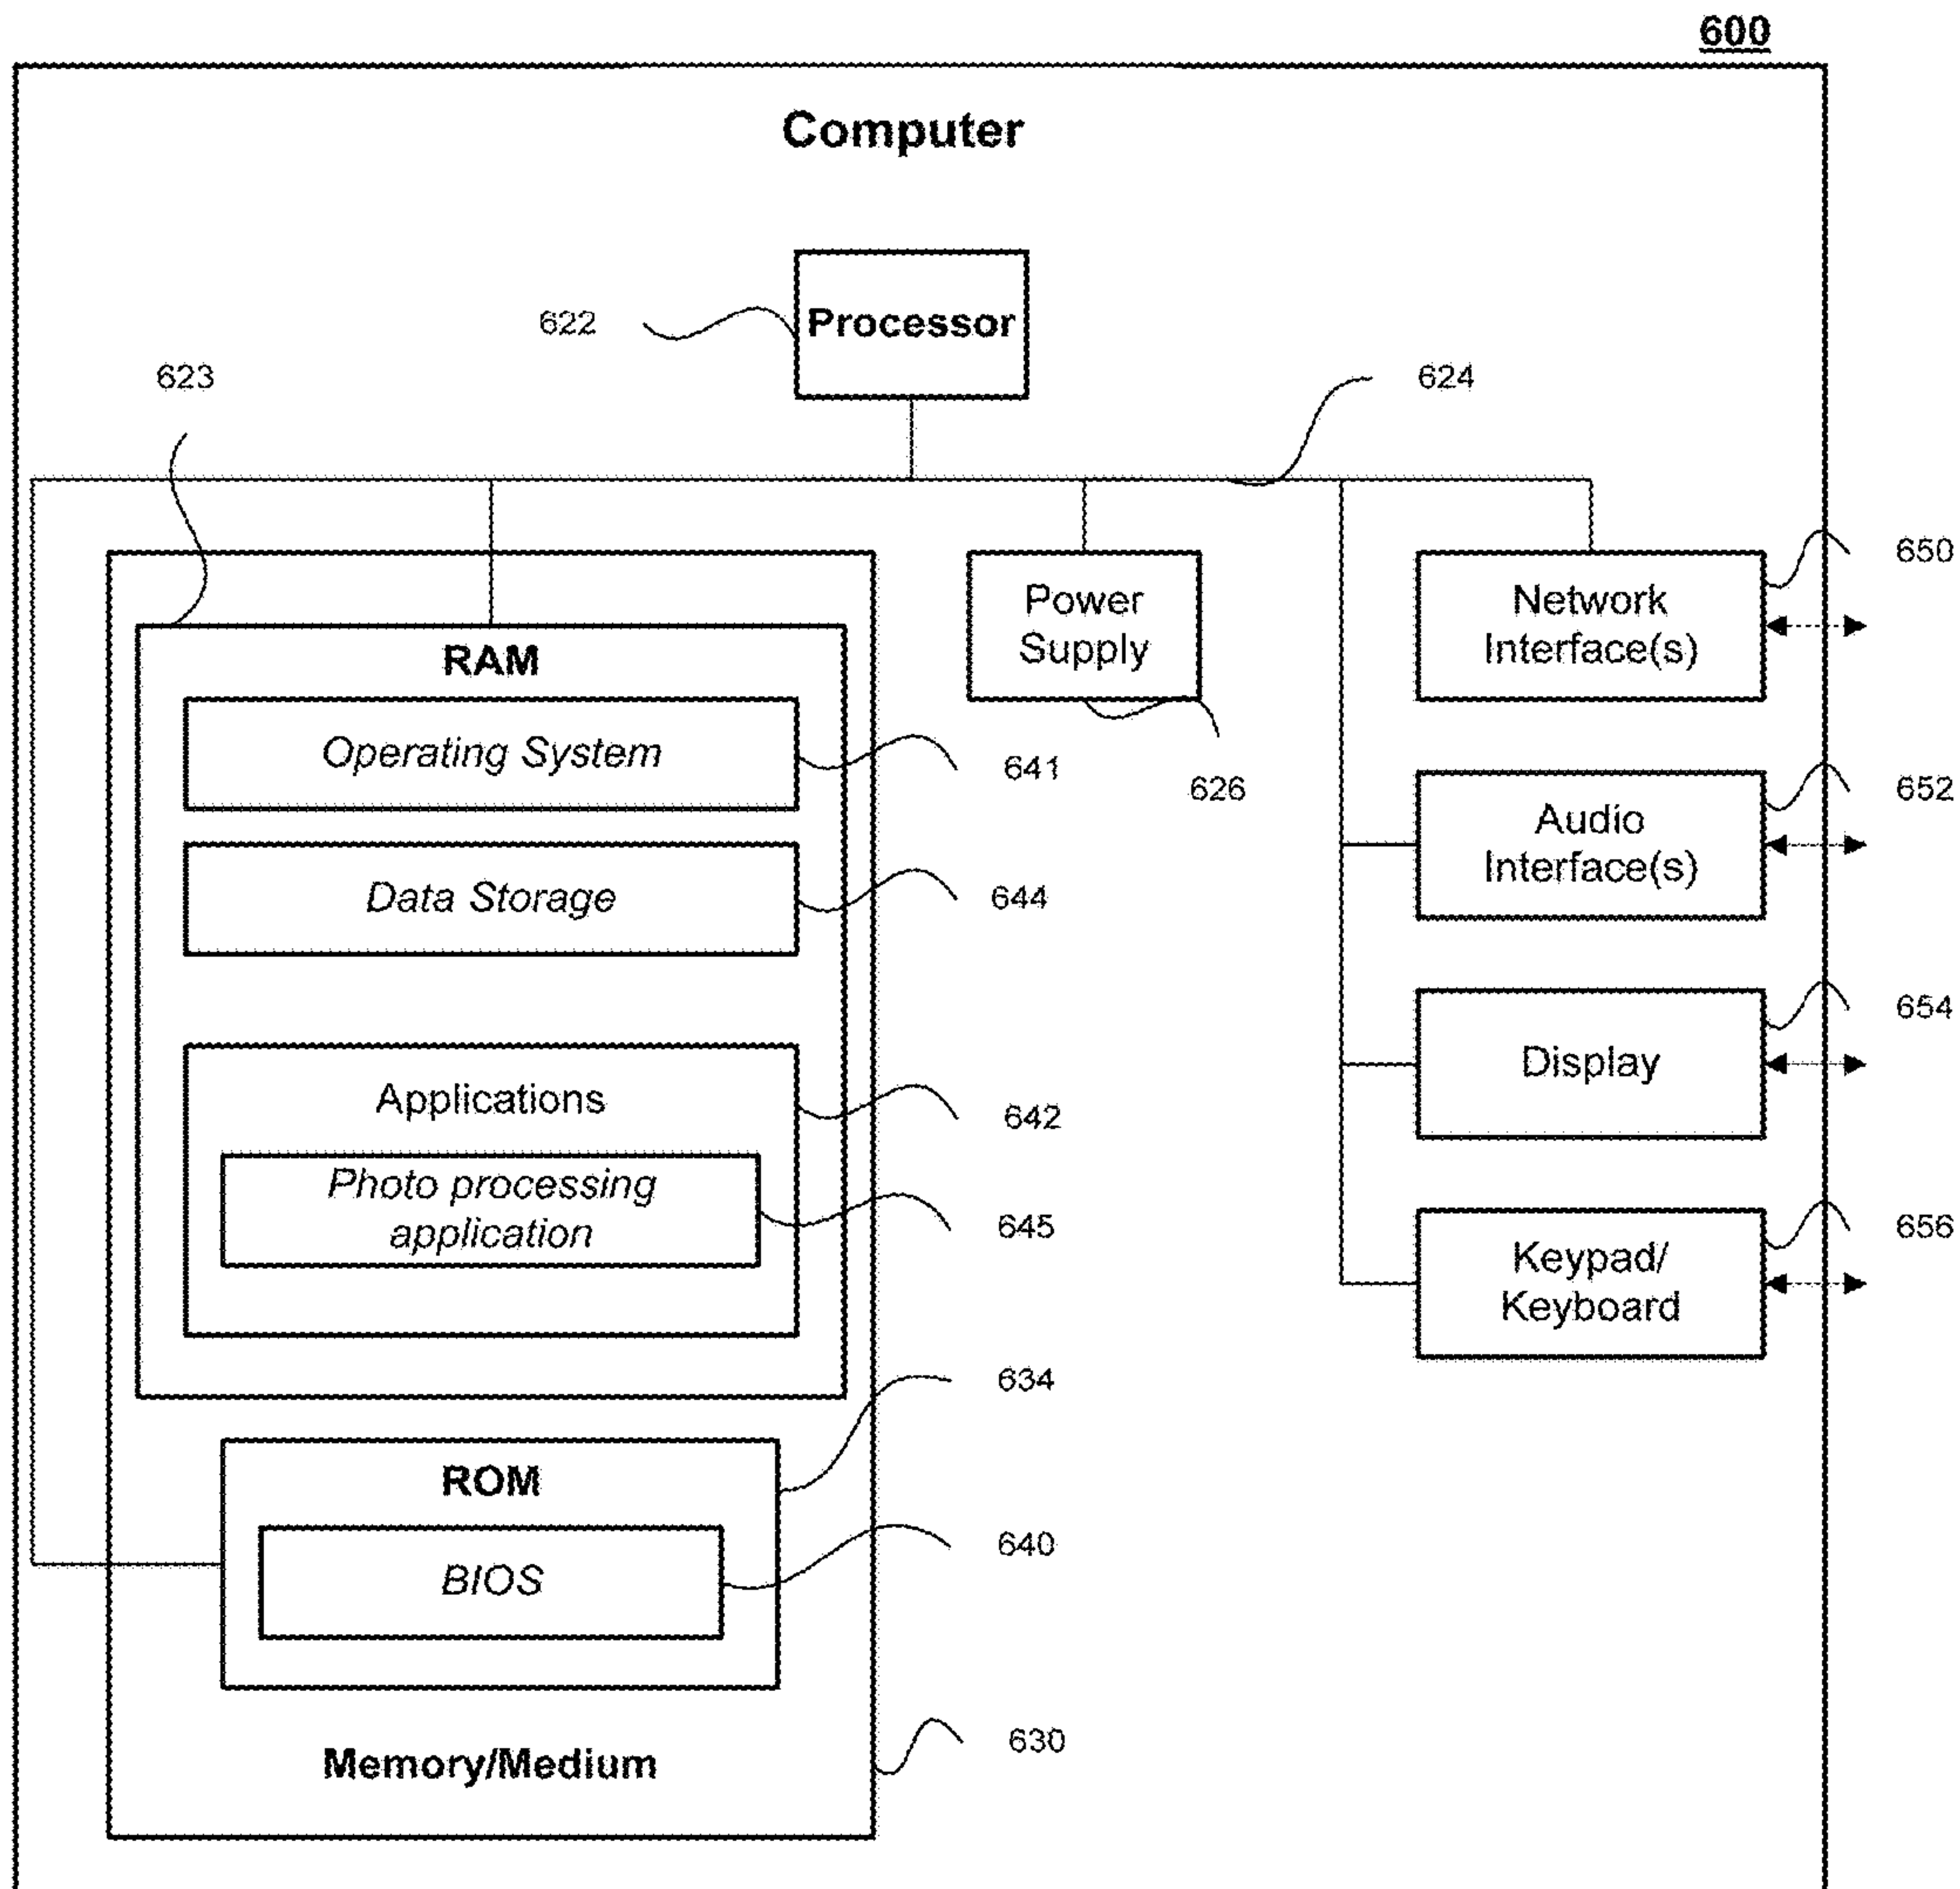 600
Computer
622
Processor
623
624
650
Network
Interface(s)
Power
Supply
626
RAM
Operating System
641
652
Audio
Interface(s)
Data Storage
644
654
Display
Applications
642
Photo processing
application
645
656
Keypad/
Keyboard
634
ROM
640
BIOS
630
Memory/Medium